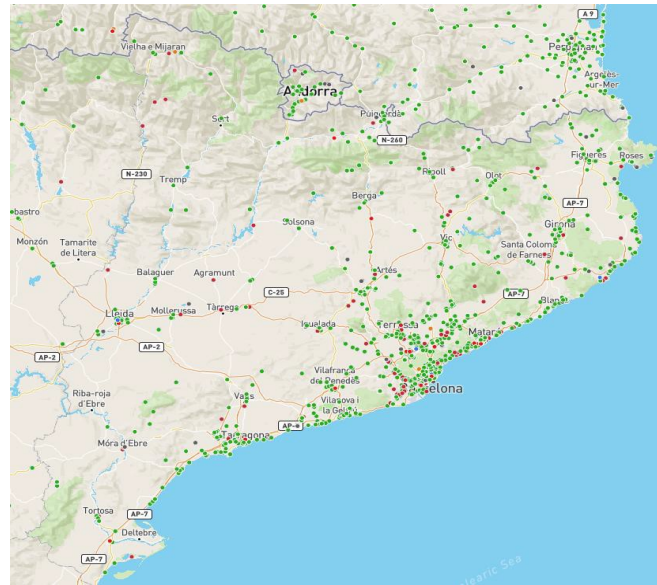 A 9
Vielha e Mijaran
Andorra
Argelès-
sur-Mer
Puigcerdà
Sort
N-260
Figueres
Roses
N-230
Tremp
Ripoll
Olot
Berga
AP-7
Girona
Solsona
Vic
Monzón
Tamarite
de Litera
Santa Coloma
de Farners
Balaguer
Agramunt
Artés
C-25
AP-7
Blanes
Lleida
Mollerussa
Tàrrega
Igualada
Terrassa
Mataró
AP-2
AP-2
Vilafranca
del Penedès
Barcelona
Riba-roja
d'Ebre
Valls
Vilanova i
la Geltrú
Móra d'Ebre
Tarragona
Tortosa
AP-7
Deltebre
AP-7
learic Sea